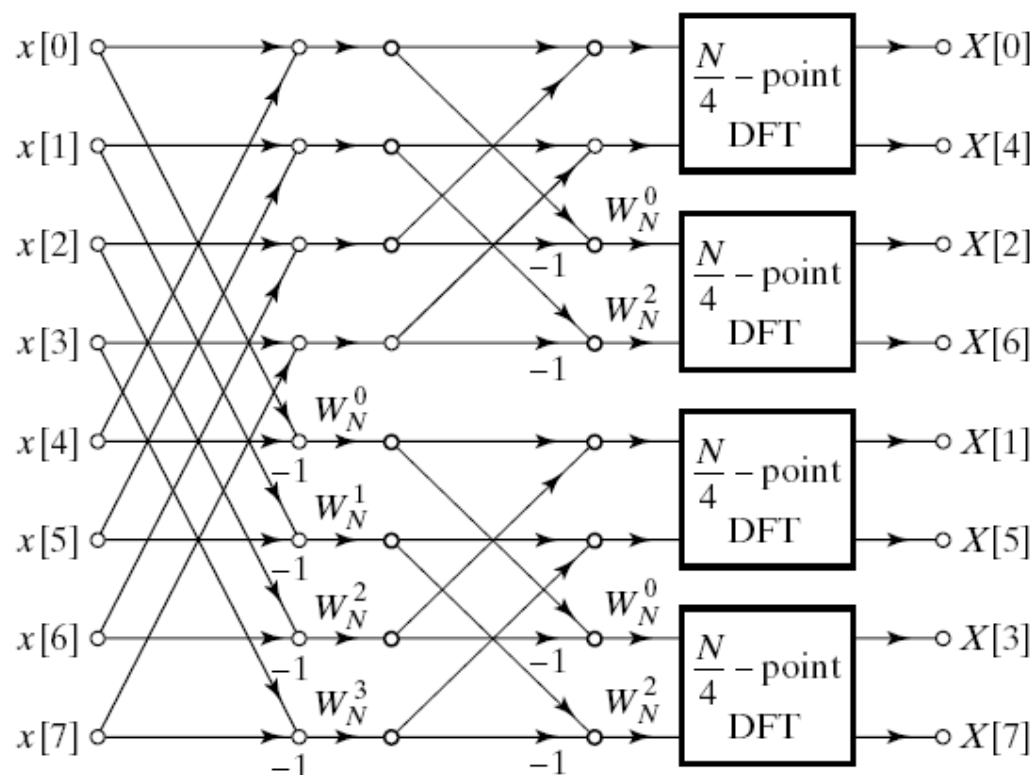 x[0]
N/4 – point
DFT
X[0]
x[1]
X[4]
x[2]
W_N^0
-1
N/4 – point
DFT
X[2]
x[3]
W_N^2
-1
X[6]
x[4]
W_N^0
-1
N/4 – point
DFT
X[1]
x[5]
W_N^1
-1
X[5]
x[6]
W_N^2
-1
W_N^0
-1
N/4 – point
DFT
X[3]
x[7]
W_N^3
-1
W_N^2
-1
X[7]